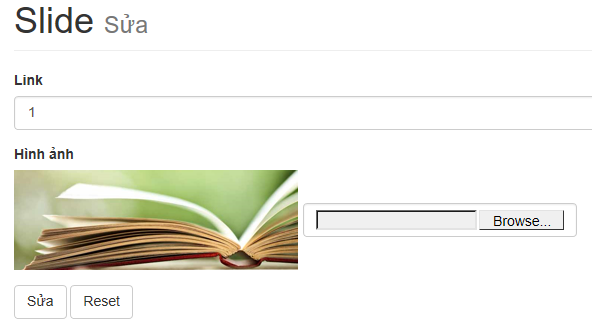 Slide Sửa
Link
1
Hình ảnh
Browse...
Sửa Reset